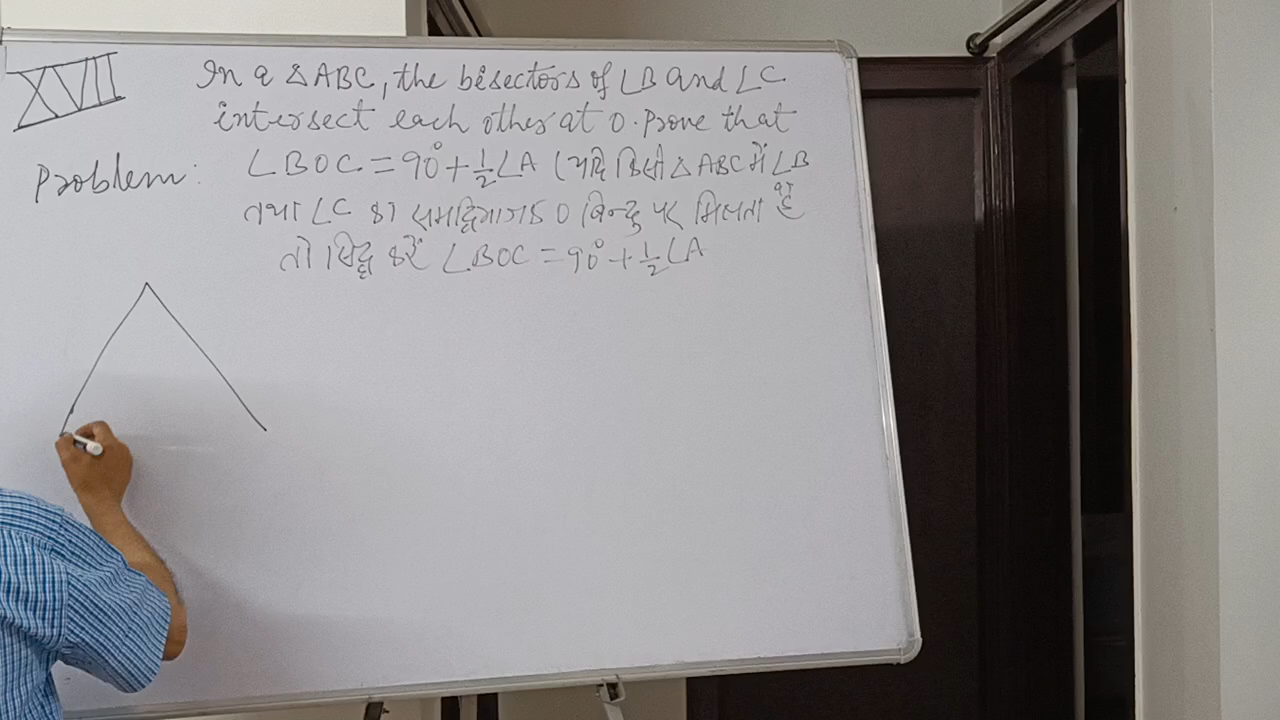 XVII
In a △ABC, the bisectors of ∠B and ∠C
intersect each other at O. Prove that
Problem: ∠BOC = 90° + 1/2 ∠A (यदि किसी △ABC में ∠B
तथा ∠C का समद्विभाजक O बिन्दु पर मिलता है
तो सिद्ध करें ∠BOC = 90° + 1/2 ∠A